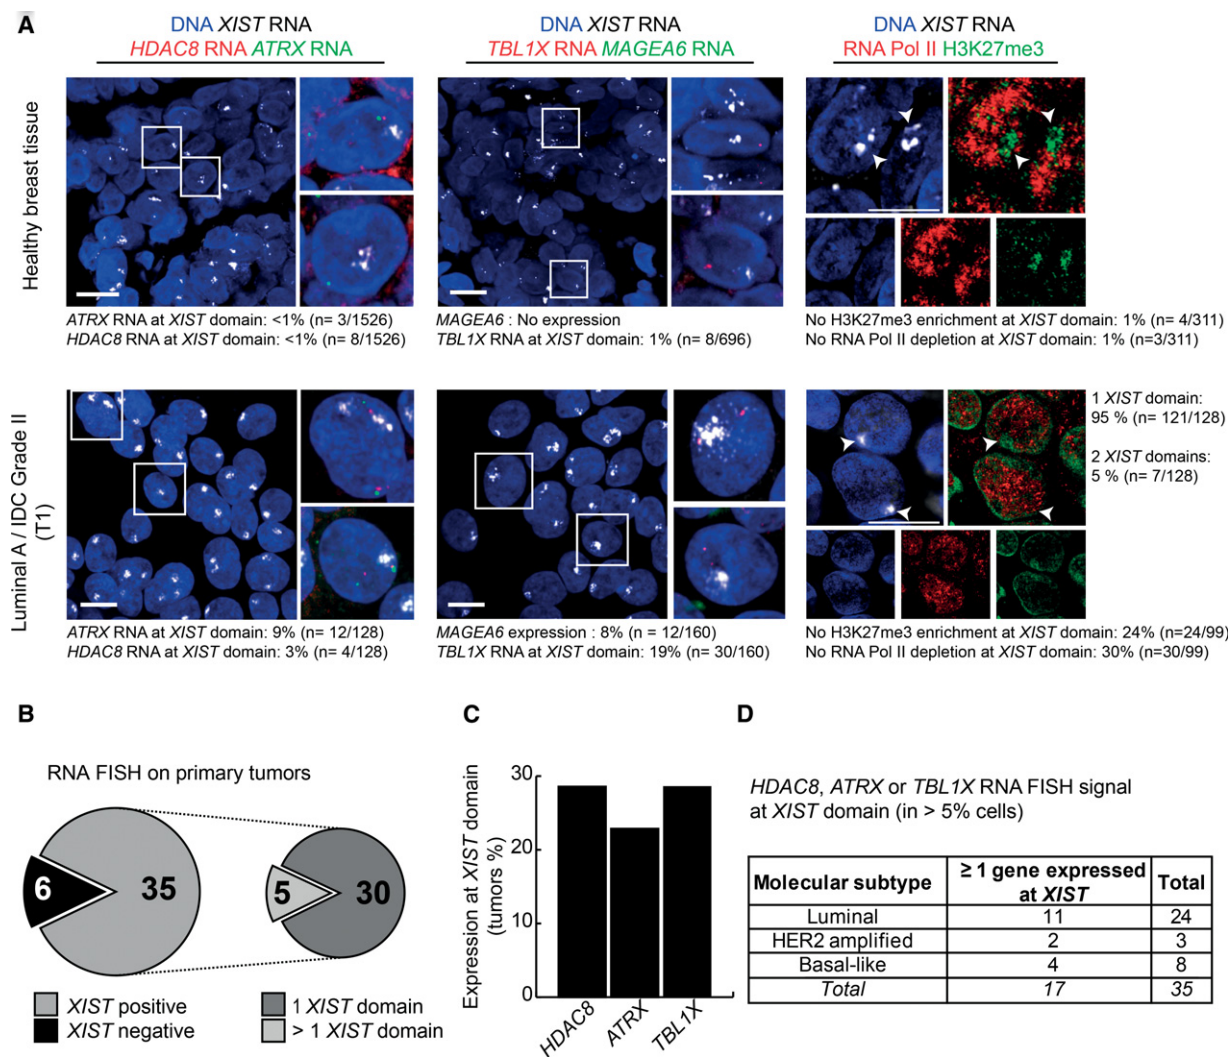 A
DNA XIST RNA
HDAC8 RNA ATRX RNA
DNA XIST RNA
TBL1X RNA MAGEA6 RNA
DNA XIST RNA
RNA Pol II H3K27me3
Healthy breast tissue
ATRX RNA at XIST domain: <1% (n= 3/1526)
HDAC8 RNA at XIST domain: <1% (n= 8/1526)
MAGEA6 : No expression
TBL1X RNA at XIST domain: 1% (n= 8/696)
No H3K27me3 enrichment at XIST domain: 1% (n= 4/311)
No RNA Pol II depletion at XIST domain: 1% (n=3/311)
Luminal A / IDC Grade II
(T1)
1 XIST domain:
95 % (n= 121/128)
2 XIST domains:
5 % (n= 7/128)
ATRX RNA at XIST domain: 9% (n= 12/128)
HDAC8 RNA at XIST domain: 3% (n= 4/128)
MAGEA6 expression : 8% (n = 12/160)
TBL1X RNA at XIST domain: 19% (n= 30/160)
No H3K27me3 enrichment at XIST domain: 24% (n=24/99)
No RNA Pol II depletion at XIST domain: 30% (n=30/99)
B
RNA FISH on primary tumors
6
35
5
30
XIST positive
XIST negative
1 XIST domain
> 1 XIST domain
C
Expression at XIST domain
(tumors %)
30
20
10
0
HDAC8
ATRX
TBL1X
D
HDAC8, ATRX or TBL1X RNA FISH signal
at XIST domain (in > 5% cells)
Molecular subtype
≥ 1 gene expressed
at XIST
Total
Luminal 11 24
HER2 amplified 2 3
Basal-like 4 8
Total 17 35